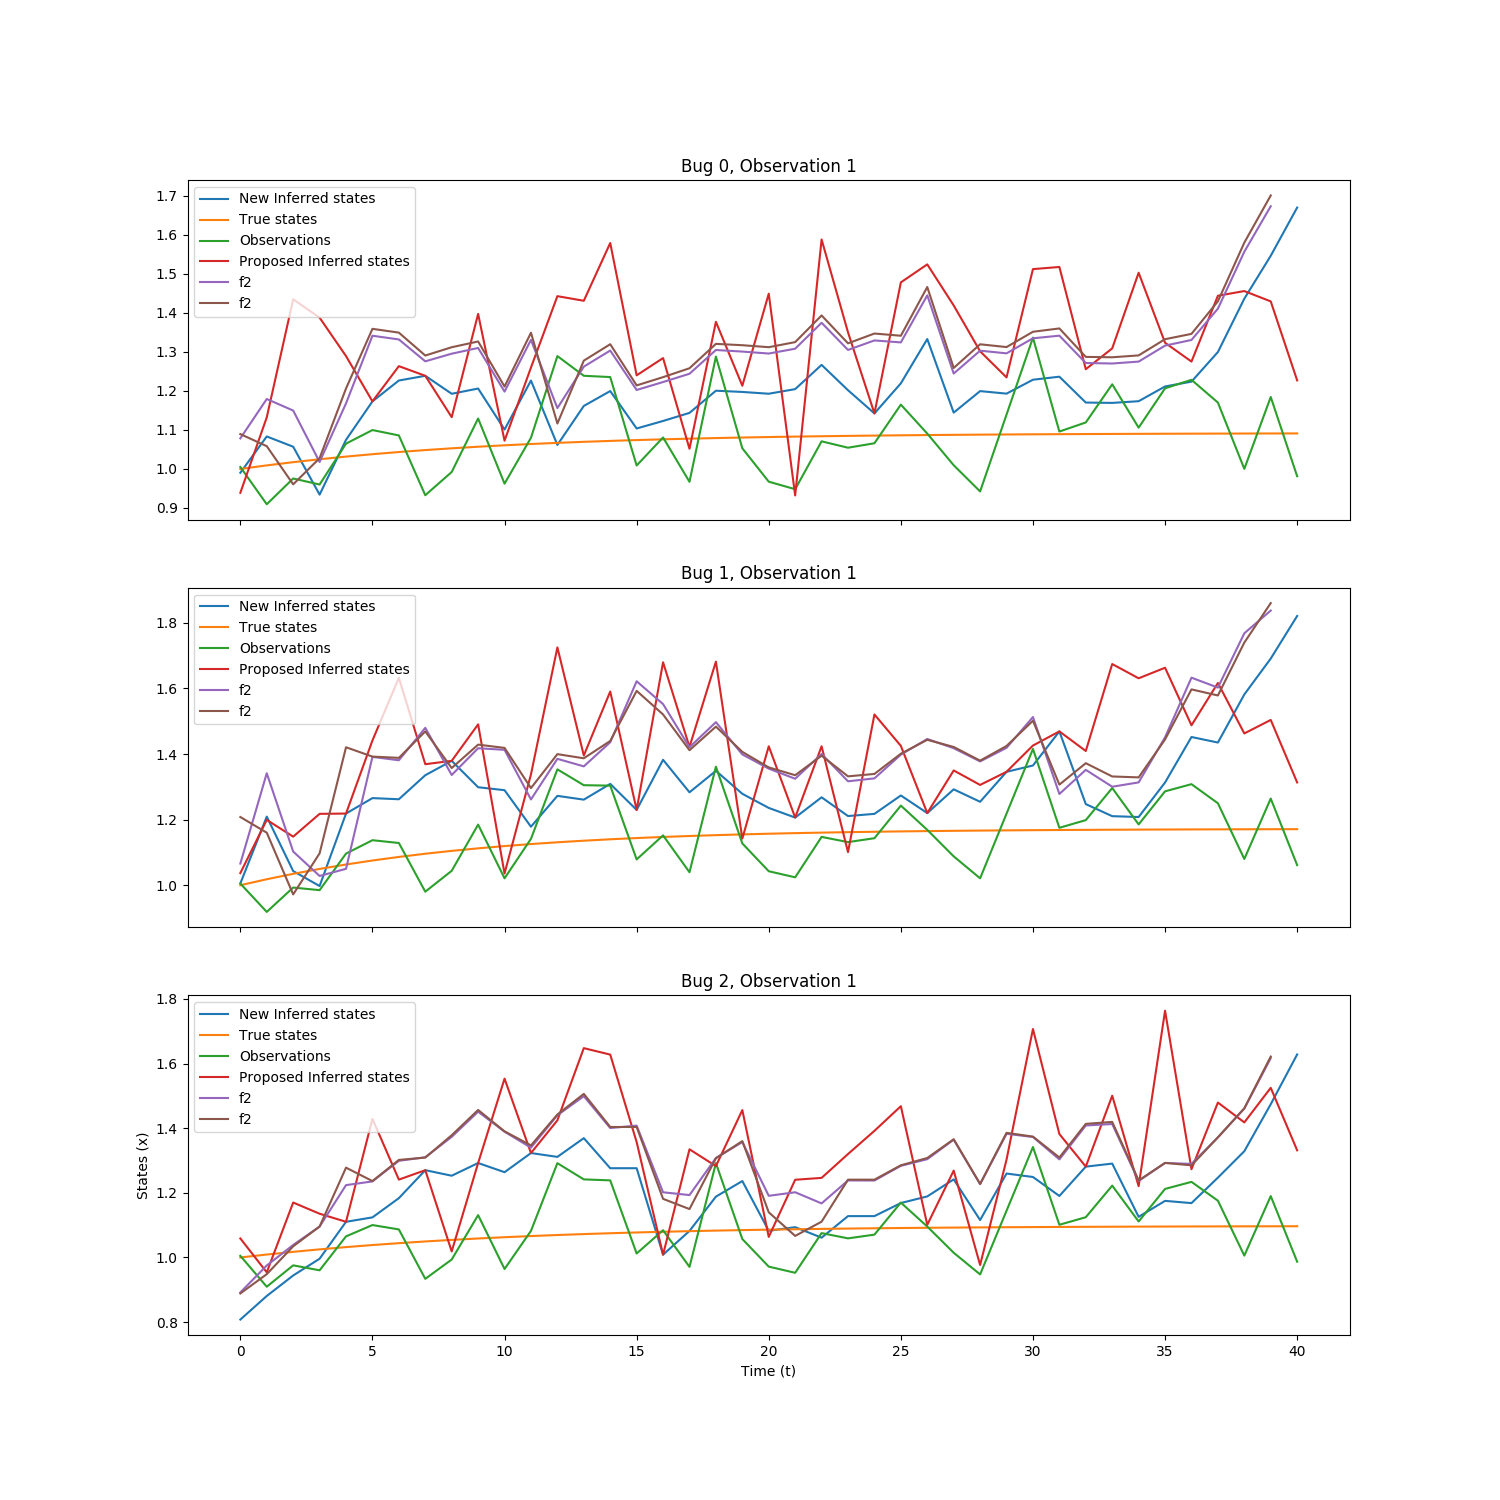 Bug 0, Observation 1
1.7
1.6
1.5
1.4
1.3
1.2
1.1
1.0
0.9
New Inferred states
True states
Observations
Proposed Inferred states
f2
f2
Bug 1, Observation 1
1.8
1.6
1.4
1.2
1.0
New Inferred states
True states
Observations
Proposed Inferred states
f2
f2
Bug 2, Observation 1
1.8
1.6
1.4
1.2
1.0
0.8
States (x)
New Inferred states
True states
Observations
Proposed Inferred states
f2
f2
0 5 10 15 20 25 30 35 40
Time (t)